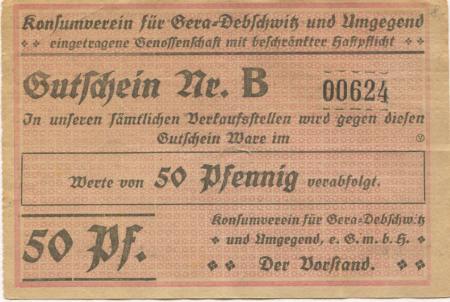 Konsumverein für Gera-Debschwitz und Umgegend
eingetragene Genossenschaft mit beschränkter Haftpflicht
Gutschein Nr. B 00624
In unseren sämtlichen Verkaufsstellen wird gegen diesen
Gutschein Ware im
Werte von 50 Pfennig verabfolgt.
50 Pf.
Konsumverein für Gera-Debschwitz
und Umgegend, e. G. m. b. H.
Der Vorstand.